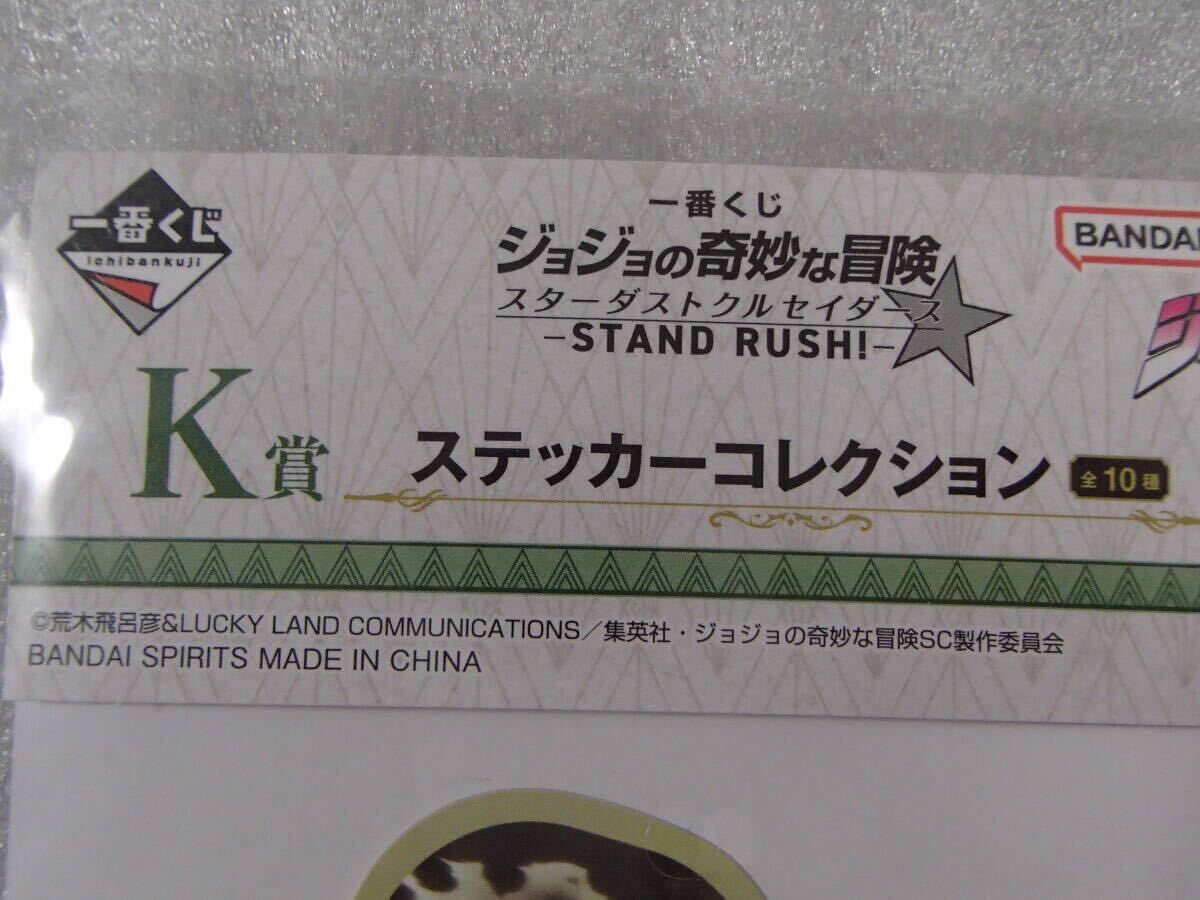 一番くじ
Ichibankuji
一番くじ
ジョジョの奇妙な冒険
スターダストクルセイダース
-STAND RUSH!-
BANDAI
K賞
ステッカーコレクション
全10種
©荒木飛呂彦&LUCKY LAND COMMUNICATIONS／集英社・ジョジョの奇妙な冒険SC製作委員会
BANDAI SPIRITS MADE IN CHINA